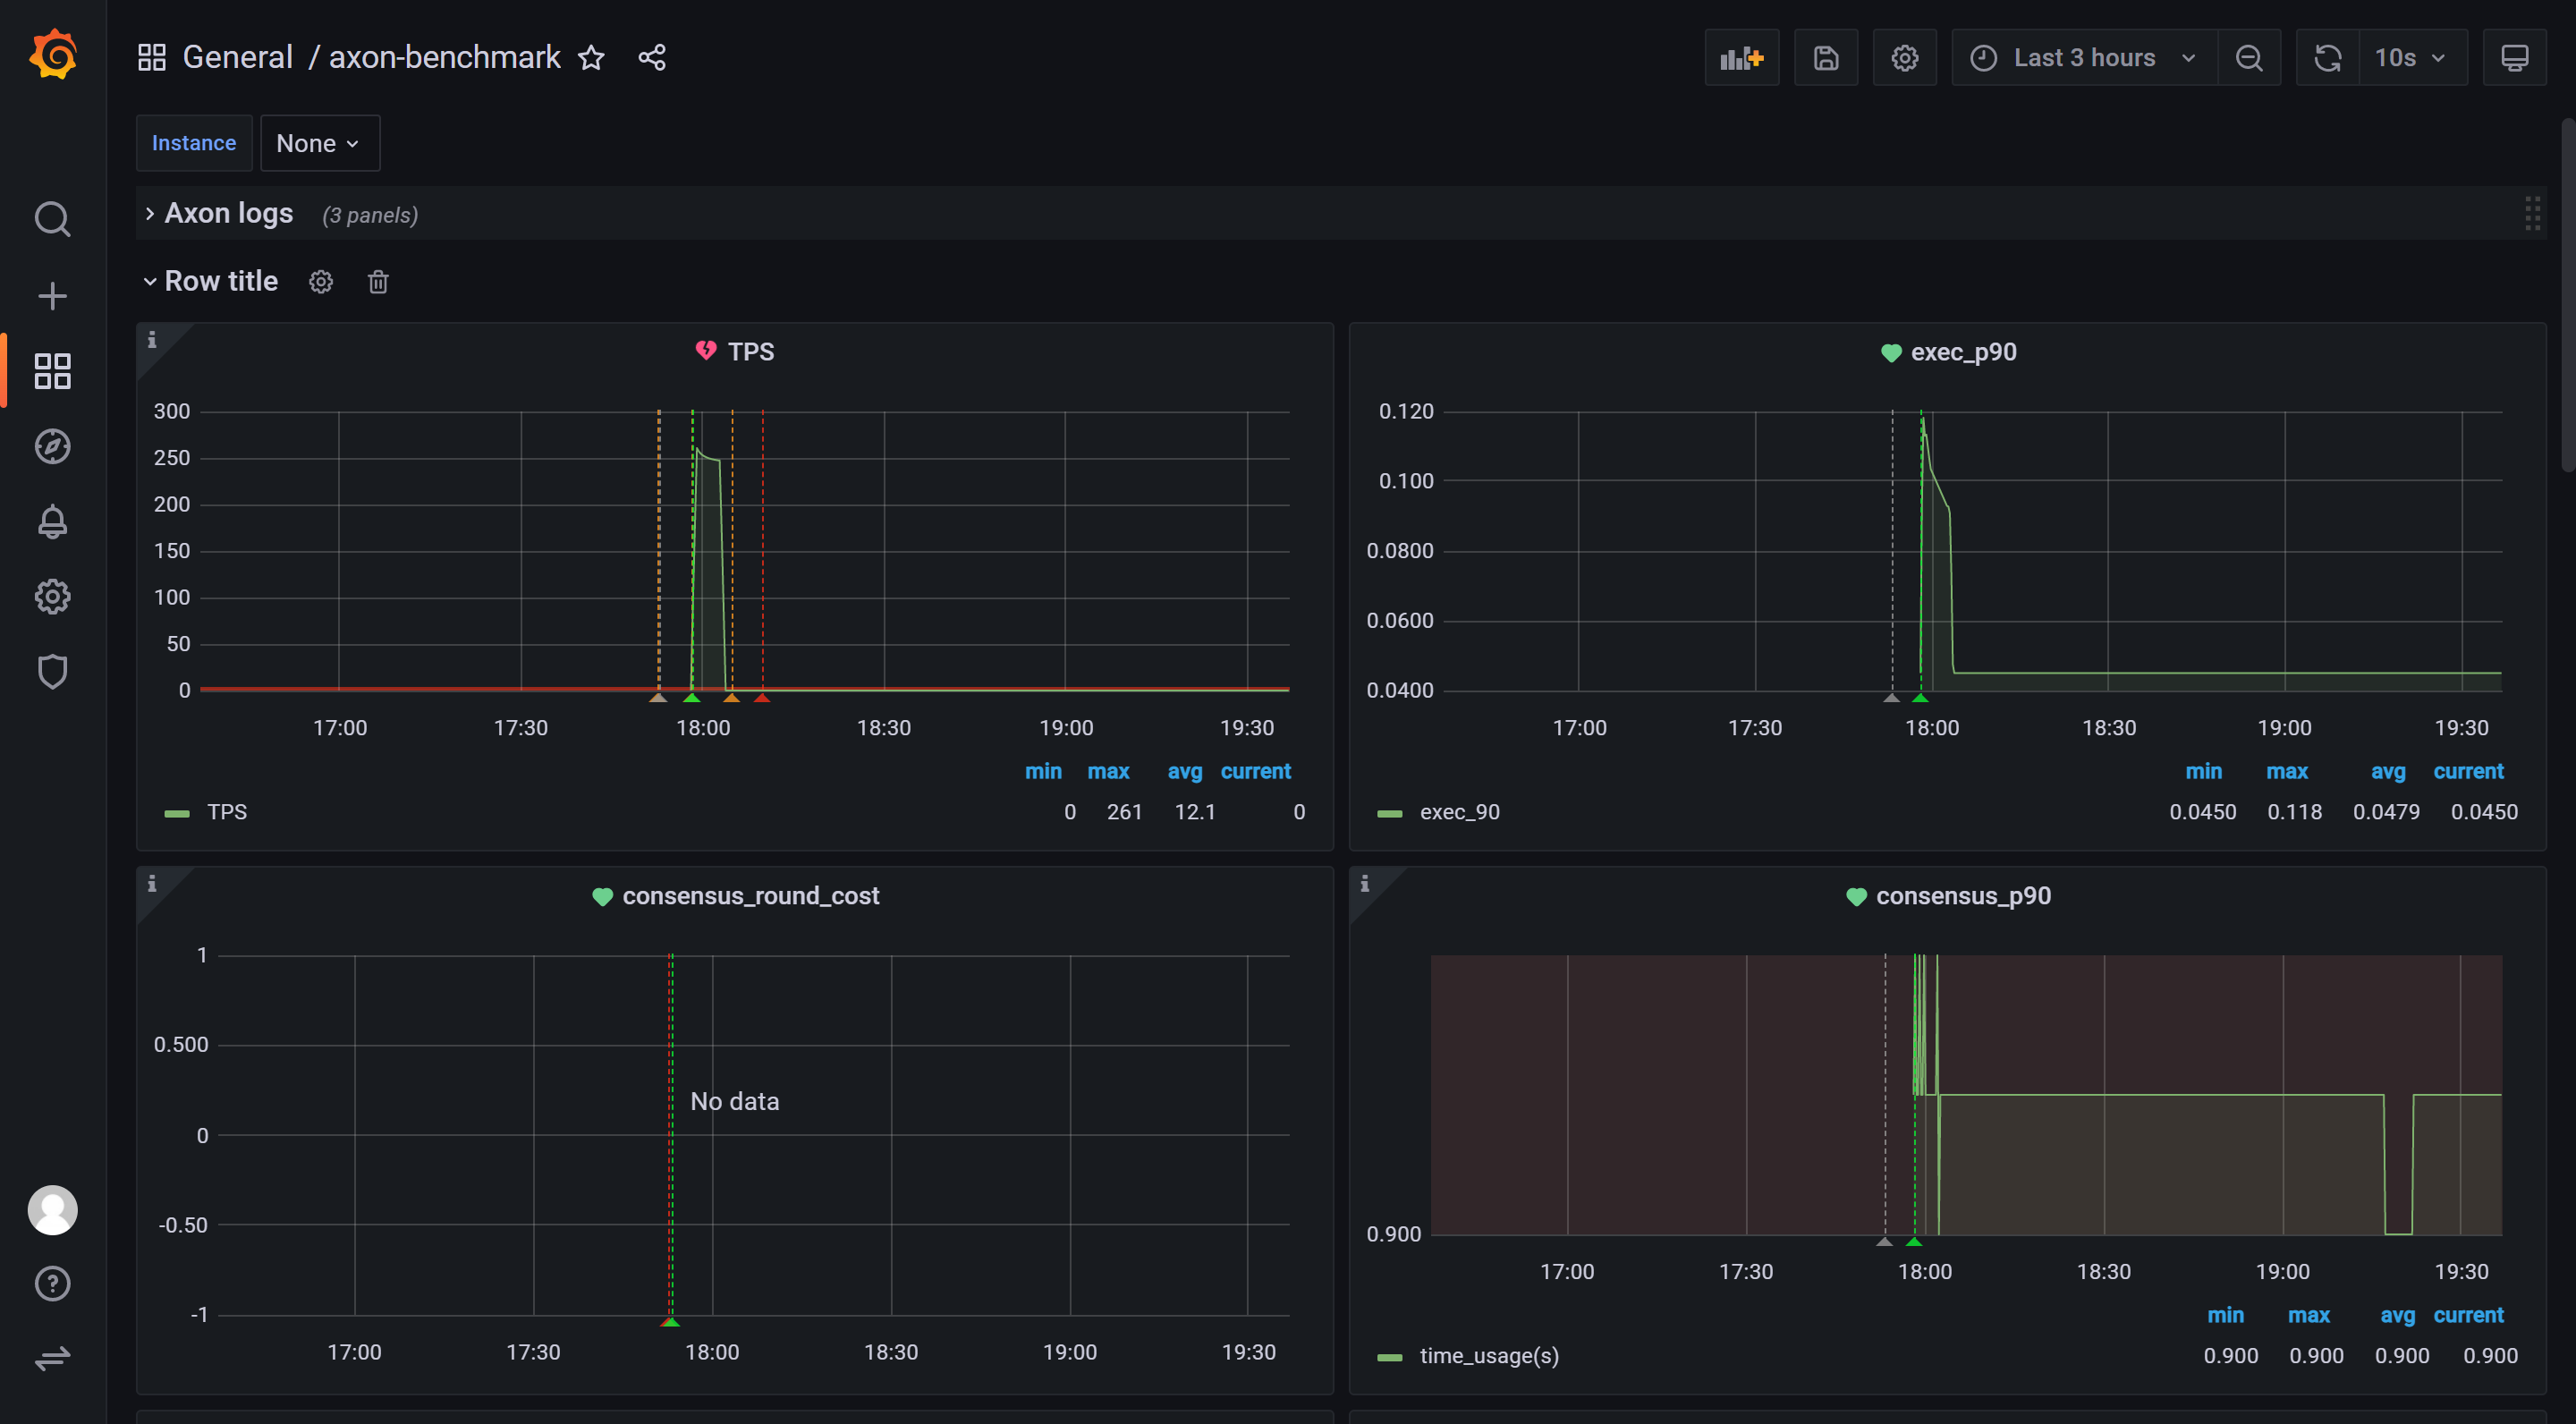 General / axon-benchmark
Last 3 hours
10s
Instance
None
Axon logs (3 panels)
Row title
TPS
300
250
200
150
100
50
0
17:00 17:30 18:00 18:30 19:00 19:30
min max avg current
TPS 0 261 12.1 0
exec_p90
0.120
0.100
0.0800
0.0600
0.0400
17:00 17:30 18:00 18:30 19:00 19:30
min max avg current
exec_90 0.0450 0.118 0.0479 0.0450
consensus_round_cost
1
0.500
0
-0.50
-1
No data
17:00 17:30 18:00 18:30 19:00 19:30
consensus_p90
0.900
17:00 17:30 18:00 18:30 19:00 19:30
min max avg current
time_usage(s) 0.900 0.900 0.900 0.900